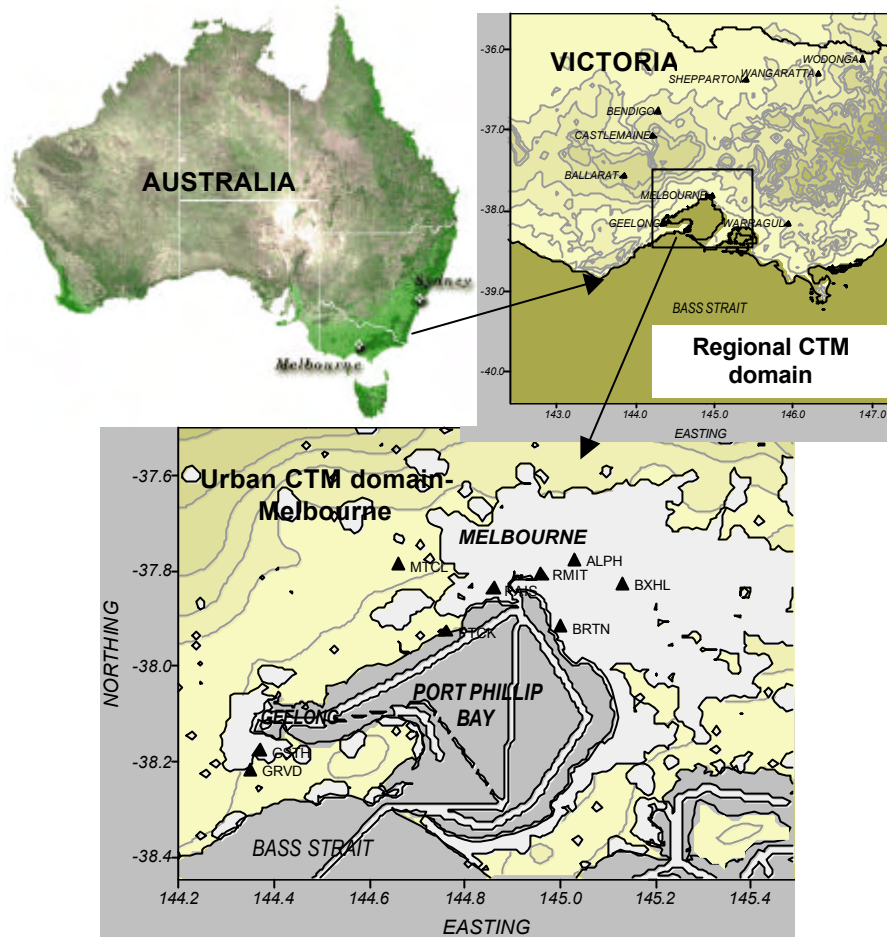 AUSTRALIA
Sydney
Melbourne
VICTORIA
WODONGA
WANGARATTA
SHEPPARTON
BENDIGO
CASTLEMAINE
BALLARAT
MELBOURNE
GEELONG
WARRAGUL
BASS STRAIT
Regional CTM
domain
-36.0
-37.0
-38.0
-39.0
-40.0
143.0 144.0 145.0 146.0 147.0
EASTING
Urban CTM domain-
Melbourne
MELBOURNE
MTCL
ALPH
RMIT
PAIS
BXHL
PTCK
BRTN
PORT PHILLIP
BAY
GEELONG
GSTH
GRVD
BASS STRAIT
NORTHING
-37.6
-37.8
-38.0
-38.2
-38.4
144.2 144.4 144.6 144.8 145.0 145.2 145.4
EASTING